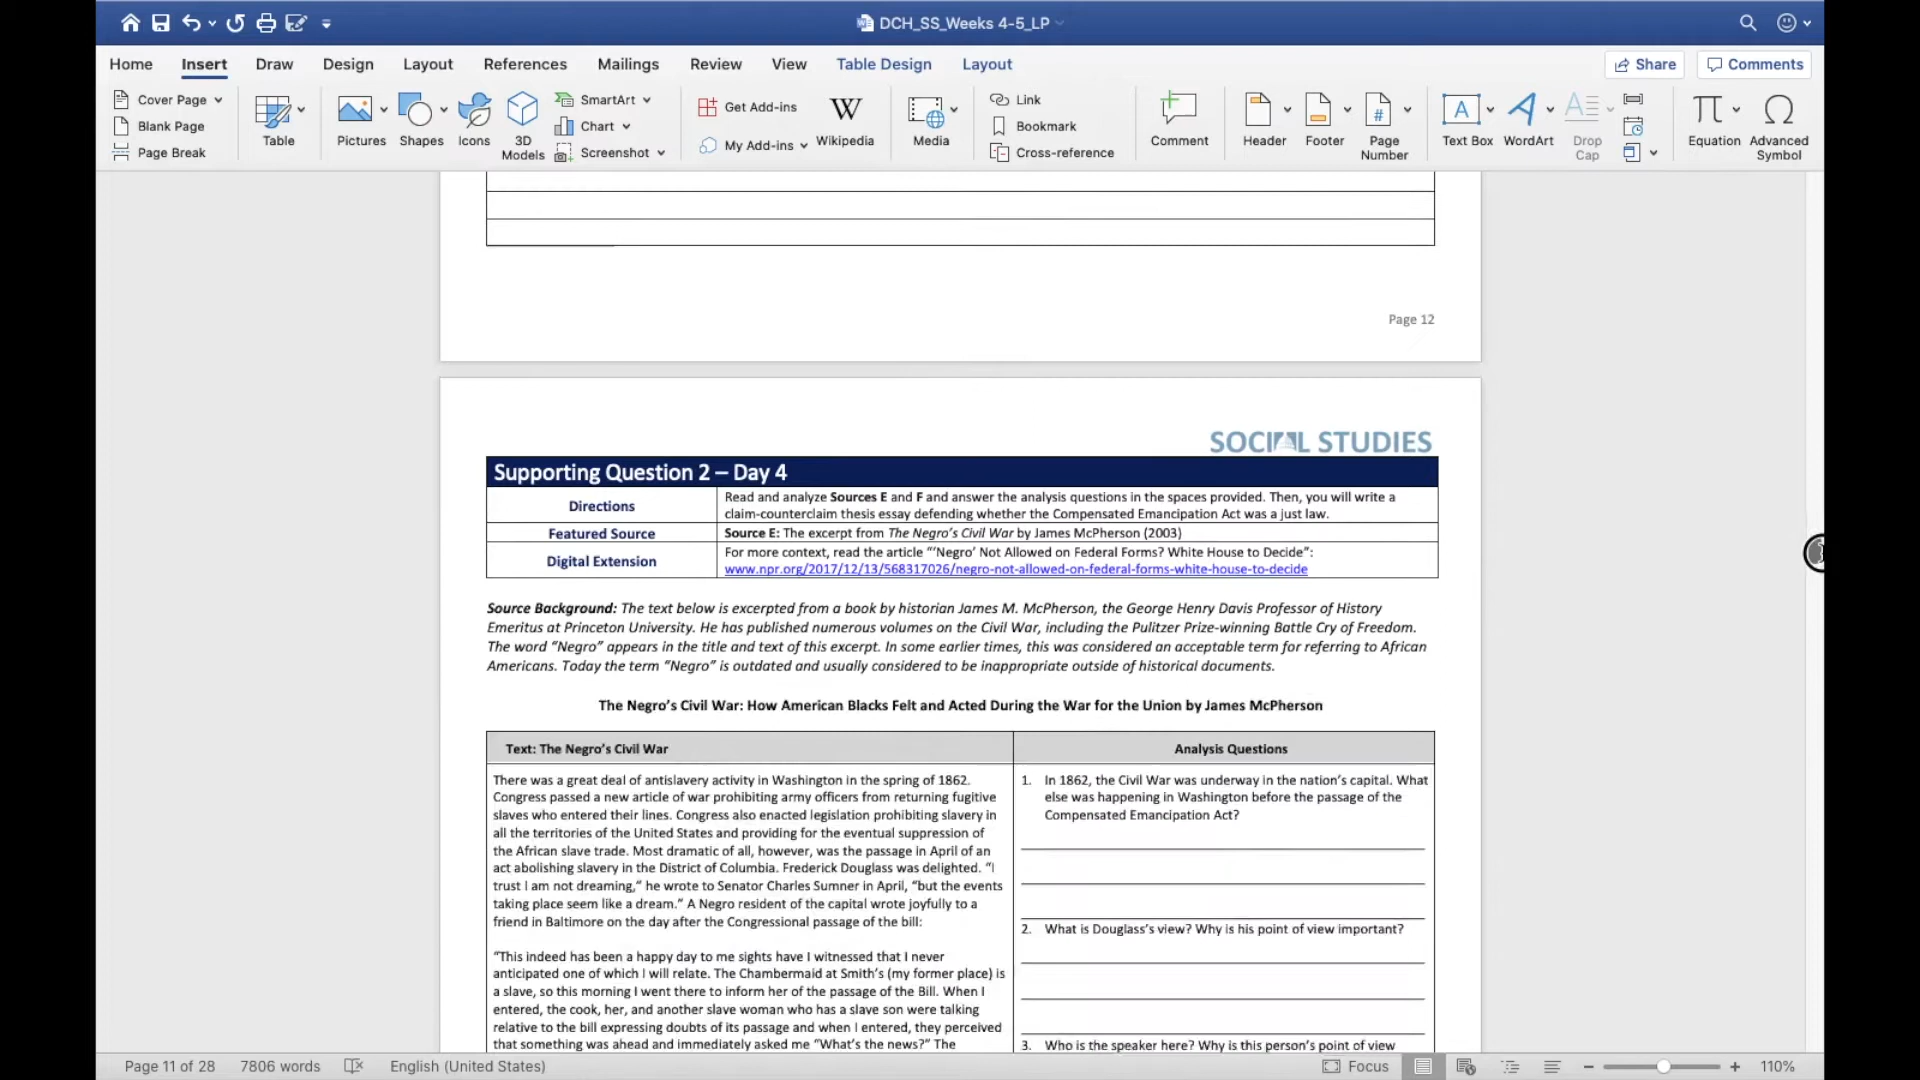 DCH_SS_Weeks 4-5_LP
Home Insert Draw Design Layout References Mailings Review View Table Design Layout Share Comments
Cover Page
Blank Page
Page Break
Table
Pictures
Shapes
Icons
3D
Models
SmartArt
Chart
Screenshot
Get Add-ins
My Add-ins
Wikipedia
Media
Link
Bookmark
Cross-reference
Comment
Header
Footer
Page
Number
Text Box
WordArt
Drop
Cap
Equation
Advanced
Symbol
Page 12
SOCIAL STUDIES
Supporting Question 2 – Day 4
Directions
Read and analyze Sources E and F and answer the analysis questions in the spaces provided. Then, you will write a
claim-counterclaim thesis essay defending whether the Compensated Emancipation Act was a just law.
Featured Source
Source E: The excerpt from The Negro’s Civil War by James McPherson (2003)
Digital Extension
For more context, read the article “‘Negro’ Not Allowed on Federal Forms? White House to Decide”:
www.npr.org/2017/12/13/568317026/negro-not-allowed-on-federal-forms-white-house-to-decide
Source Background: The text below is excerpted from a book by historian James M. McPherson, the George Henry Davis Professor of History
Emeritus at Princeton University. He has published numerous volumes on the Civil War, including the Pulitzer Prize-winning Battle Cry of Freedom.
The word “Negro” appears in the title and text of this excerpt. In some earlier times, this was considered an acceptable term for referring to African
Americans. Today the term “Negro” is outdated and usually considered to be inappropriate outside of historical documents.
The Negro’s Civil War: How American Blacks Felt and Acted During the War for the Union by James McPherson
Text: The Negro’s Civil War
There was a great deal of antislavery activity in Washington in the spring of 1862.
Congress passed a new article of war prohibiting army officers from returning fugitive
slaves who entered their lines. Congress also enacted legislation prohibiting slavery in
all the territories of the United States and providing for the eventual suppression of
the African slave trade. Most dramatic of all, however, was the passage in April of an
act abolishing slavery in the District of Columbia. Frederick Douglass was delighted. “I
trust I am not dreaming,” he wrote to Senator Charles Sumner in April, “but the events
taking place seem like a dream.” A Negro resident of the capital wrote joyfully to a
friend in Baltimore on the day after the Congressional passage of the bill:
“This indeed has been a happy day to me sights have I witnessed that I never
anticipated one of which I will relate. The Chambermaid at Smith’s (my former place) is
a slave, so this morning I went there to inform her of the passage of the Bill. When I
entered, the cook, her, and another slave woman who has a slave son were talking
relative to the bill expressing doubts of its passage and when I entered, they perceived
that something was ahead and immediately asked me “What’s the news?” The
Analysis Questions
1. In 1862, the Civil War was underway in the nation’s capital. What
else was happening in Washington before the passage of the
Compensated Emancipation Act?
2. What is Douglass’s view? Why is his point of view important?
3. Who is the speaker here? Why is this person’s point of view
Page 11 of 28 7806 words English (United States) Focus 110%